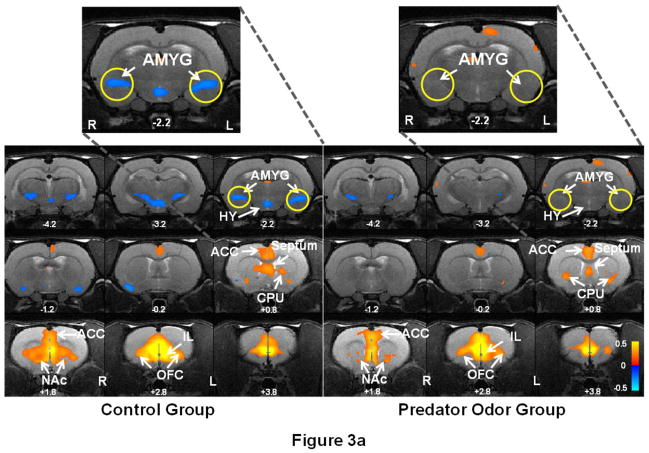 AMYG
R -2.2 L
AMYG
R -2.2 L
AMYG
HY
-4.2 -3.2 -2.2
AMYG
HY
-4.2 -3.2 -2.2
ACC Septum
CPU
-1.2 -0.2 +0.8
ACC Septum
CPU
-1.2 -0.2 +0.8
ACC IL
NAc R OFC L
+1.8 +2.8 +3.8
ACC IL
NAc R OFC L
+1.8 +2.8 +3.8
0.5
0
0
-0.5
Control Group
Predator Odor Group
Figure 3a